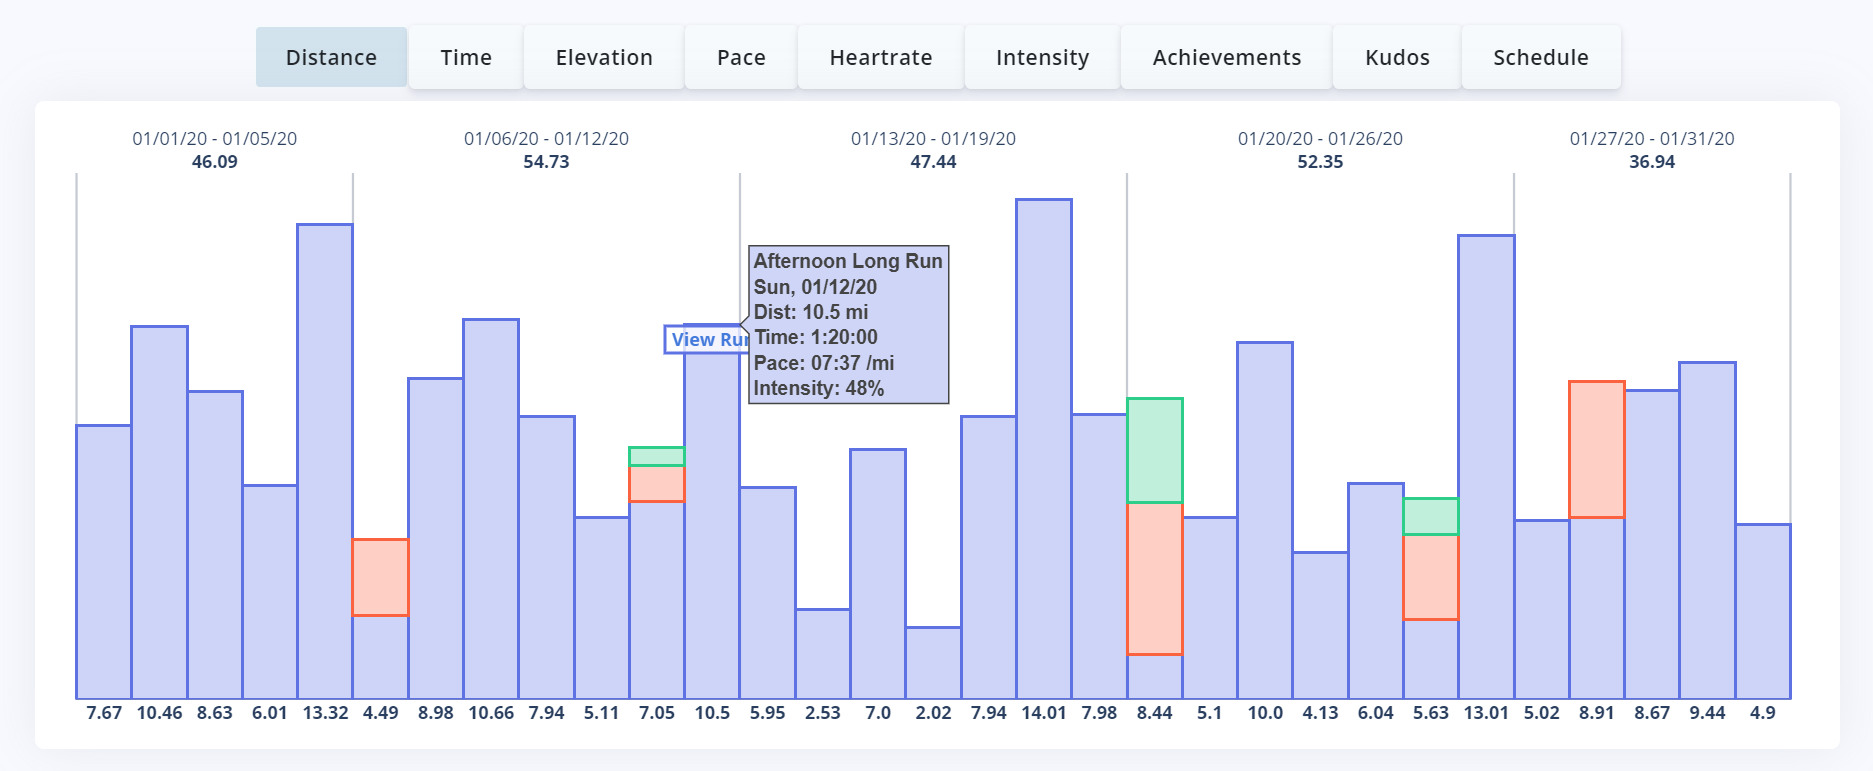 Distance Time Elevation Pace Heartrate Intensity Achievements Kudos Schedule
01/01/20 - 01/05/20 01/06/20 - 01/12/20 01/13/20 - 01/19/20 01/20/20 - 01/26/20 01/27/20 - 01/31/20
46.09 54.73 47.44 52.35 36.94
View Run
Afternoon Long Run
Sun, 01/12/20
Dist: 10.5 mi
Time: 1:20:00
Pace: 07:37 /mi
Intensity: 48%
7.67 10.46 8.63 6.01 13.32 4.49 8.98 10.66 7.94 5.11 7.05 10.5 5.95 2.53 7.0 2.02 7.94 14.01 7.98 8.44 5.1 10.0 4.13 6.04 5.63 13.01 5.02 8.91 8.67 9.44 4.9